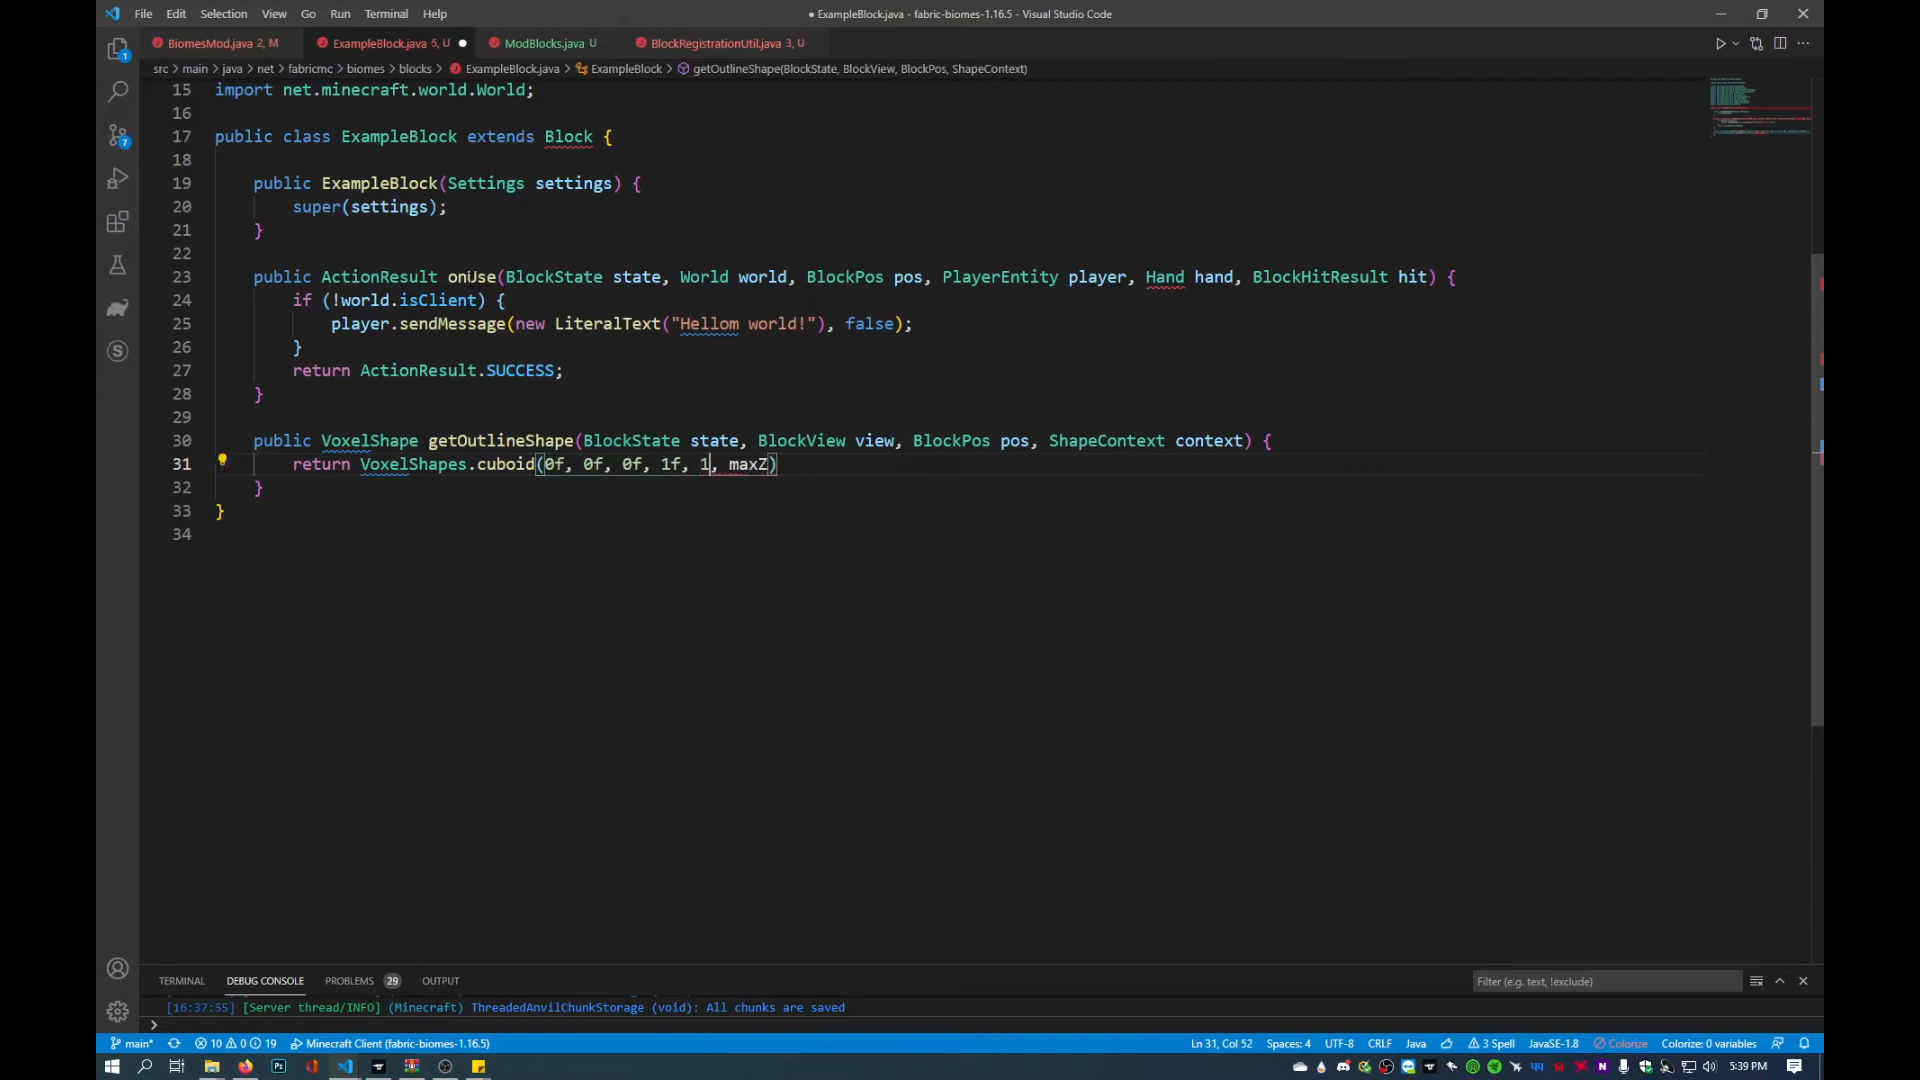 File Edit Selection View Go Run Terminal Help
● ExampleBlock.java - fabric-biomes-1.16.5 - Visual Studio Code
BiomesMod.java 2, M ExampleBlock.java 6, U ● ModBlocks.java U BlockRegistrationUtil.java 3, U
src > main > java > net > fabricmc > biomes > blocks > ExampleBlock.java > ExampleBlock > getOutlineShape(BlockState, BlockView, BlockPos, ShapeContext)
15 import net.minecraft.world.World;
16
17 public class ExampleBlock extends Block {
18
19 public ExampleBlock(Settings settings) {
20 super(settings);
21 }
22
23 public ActionResult onUse(BlockState state, World world, BlockPos pos, PlayerEntity player, Hand hand, BlockHitResult hit) {
24 if (!world.isClient) {
25 player.sendMessage(new LiteralText("Hellom world!"), false);
26 }
27 return ActionResult.SUCCESS;
28 }
29
30 public VoxelShape getOutlineShape(BlockState state, BlockView view, BlockPos pos, ShapeContext context) {
31 return VoxelShapes.cuboid(0f, 0f, 0f, 1f, 1, maxZ)
32 }
33 }
34
TERMINAL DEBUG CONSOLE PROBLEMS 29 OUTPUT
Filter (e.g. text, !exclude)
[16:37:55] [Server thread/INFO] (Minecraft) ThreadedAnvilChunkStorage (void): All chunks are saved
>
main* 10 0 19 Minecraft Client (fabric-biomes-1.16.5)
Ln 31, Col 52 Spaces: 4 UTF-8 CRLF Java 3 Spell JavaSE-1.8 Colorize Colorize: 0 variables
5:39 PM